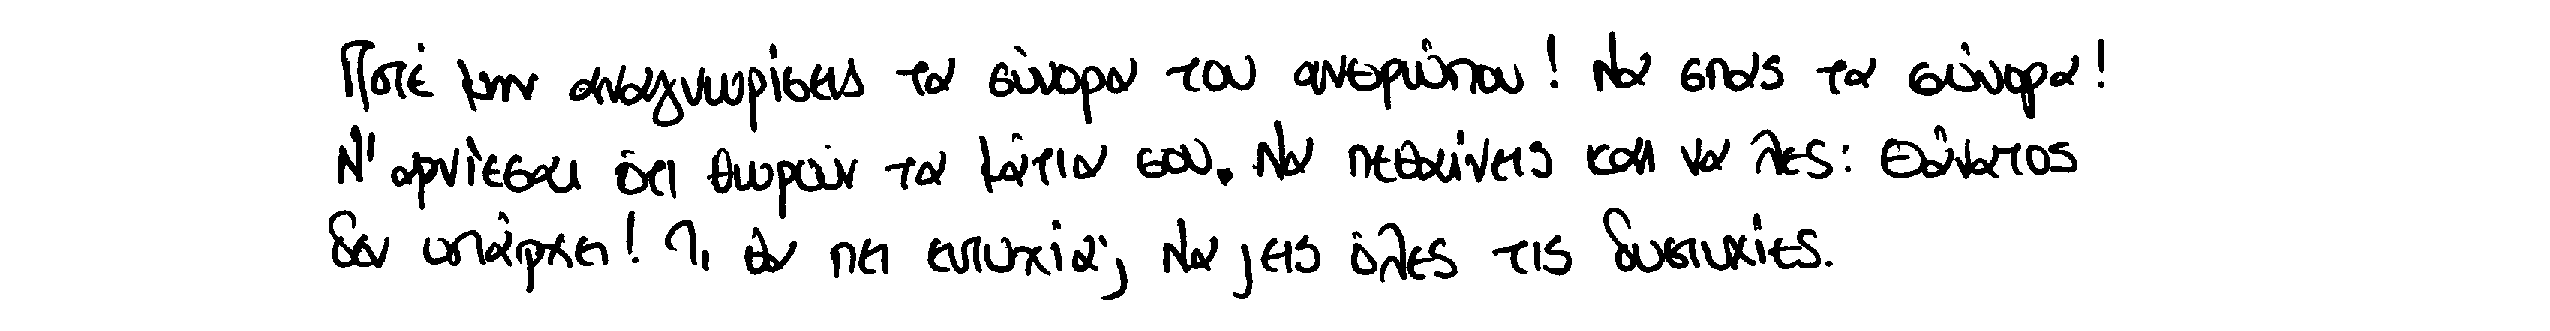 Ποτέ μην αναγνωρίσεις τα σύνορα του ανθρώπου! Να σπας τα σύνορα!
Ν' αρνιέσαι ό,τι θωρούν τα μάτια σου. Να πεθαίνεις και να λες: Θάνατος
δεν υπάρχει! Τι θα πει ευτυχία; Να ζεις όλες τις δυστυχίες.